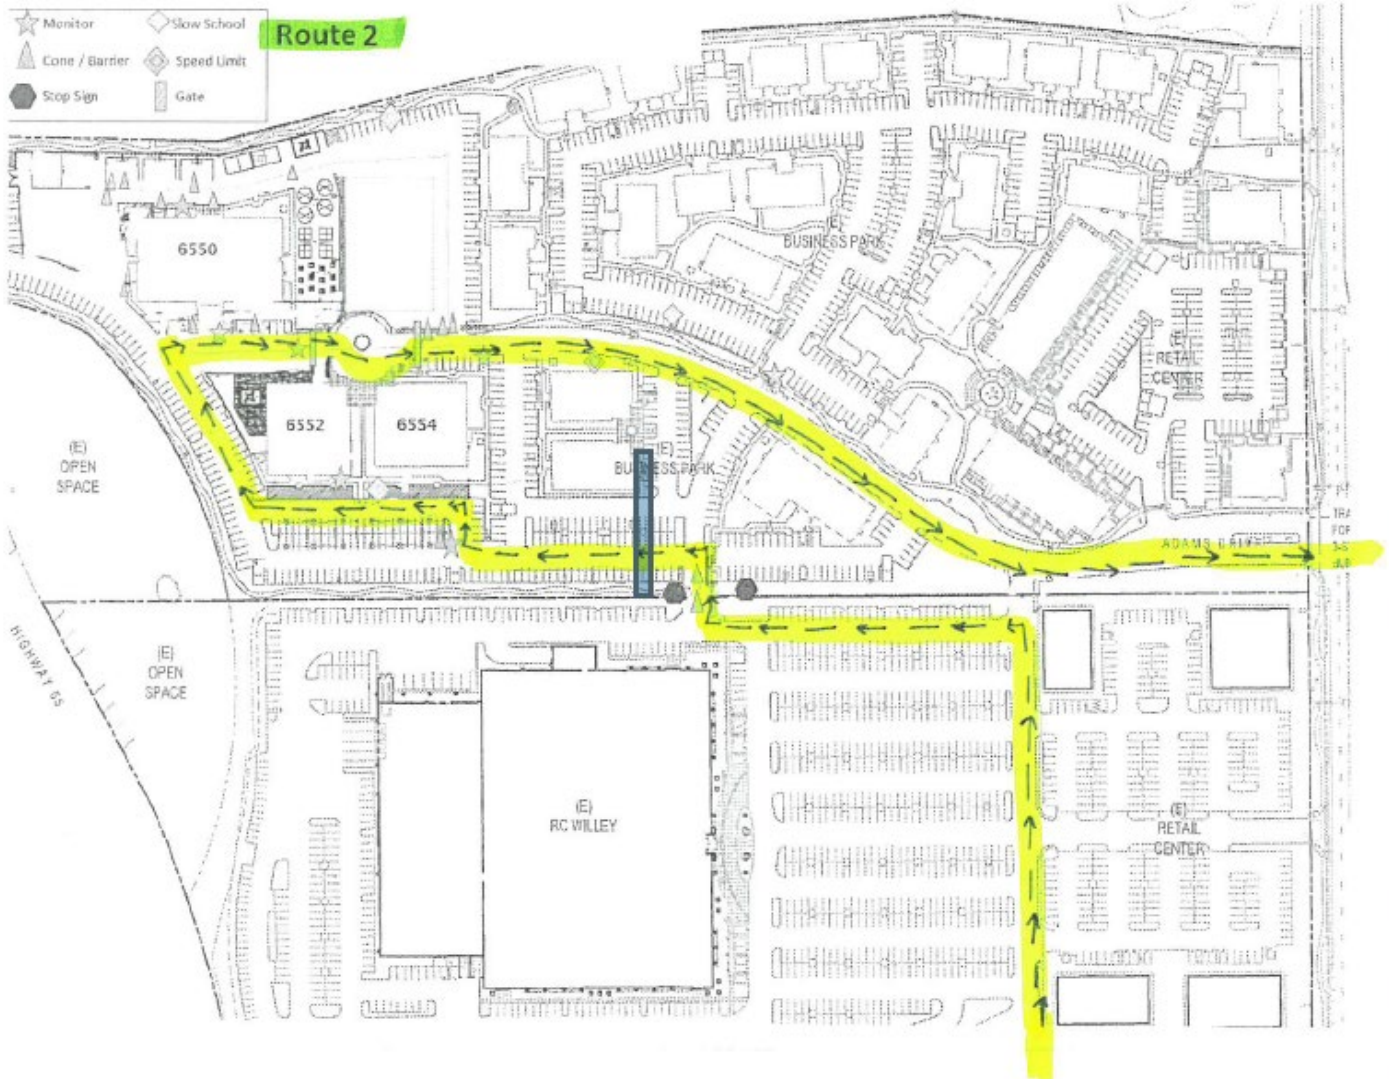 Monitor
Slow School
Route 2
Cone / Barrier
Speed Limit
Stop Sign
Gate
6550
(E)
BUSINESS PARK
(E)
RETAIL
CENTER
6552
6554
(E)
OPEN
SPACE
(E)
BUSINESS PARK
ADAMS DRIVE
HIGHWAY 65
(E)
OPEN
SPACE
(E)
RC WILLEY
(E)
RETAIL
CENTER